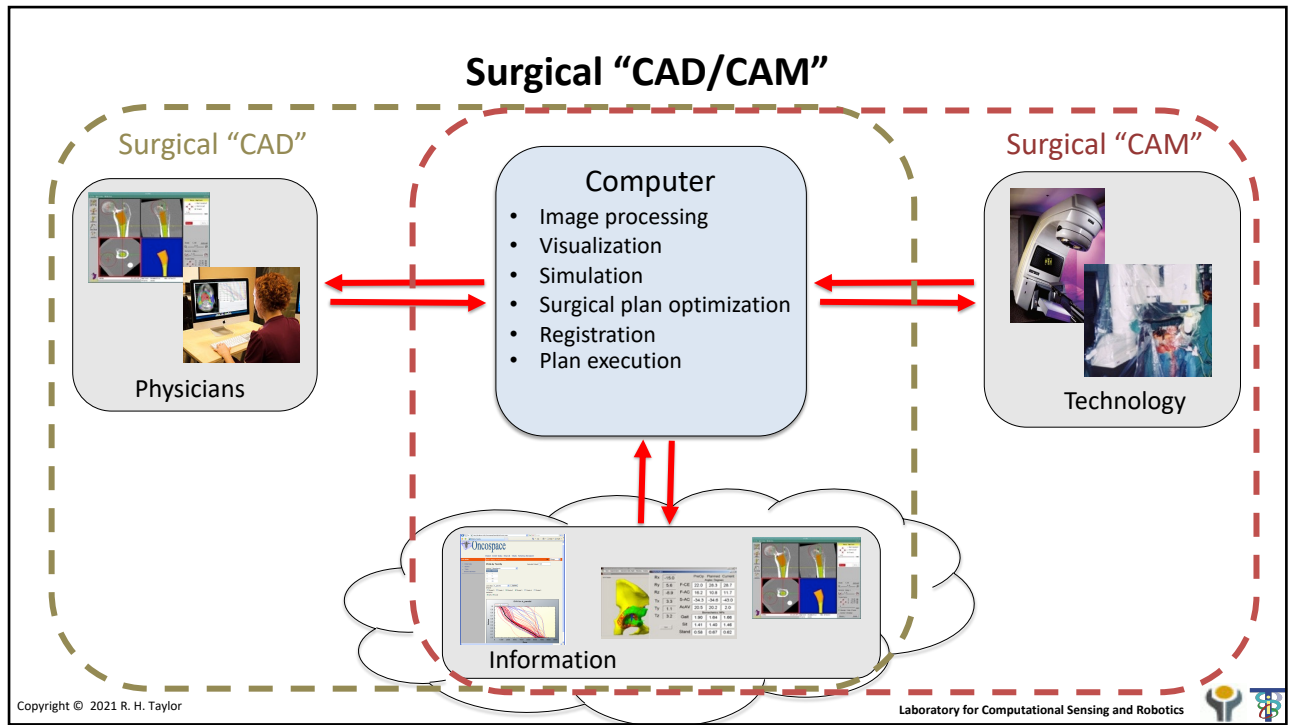 Surgical “CAD/CAM”
Surgical “CAD”
Surgical “CAM”
Physicians
Computer
• Image processing
• Visualization
• Simulation
• Surgical plan optimization
• Registration
• Plan execution
Technology
Oncospace
Information
Copyright © 2021 R. H. Taylor
Laboratory for Computational Sensing and Robotics